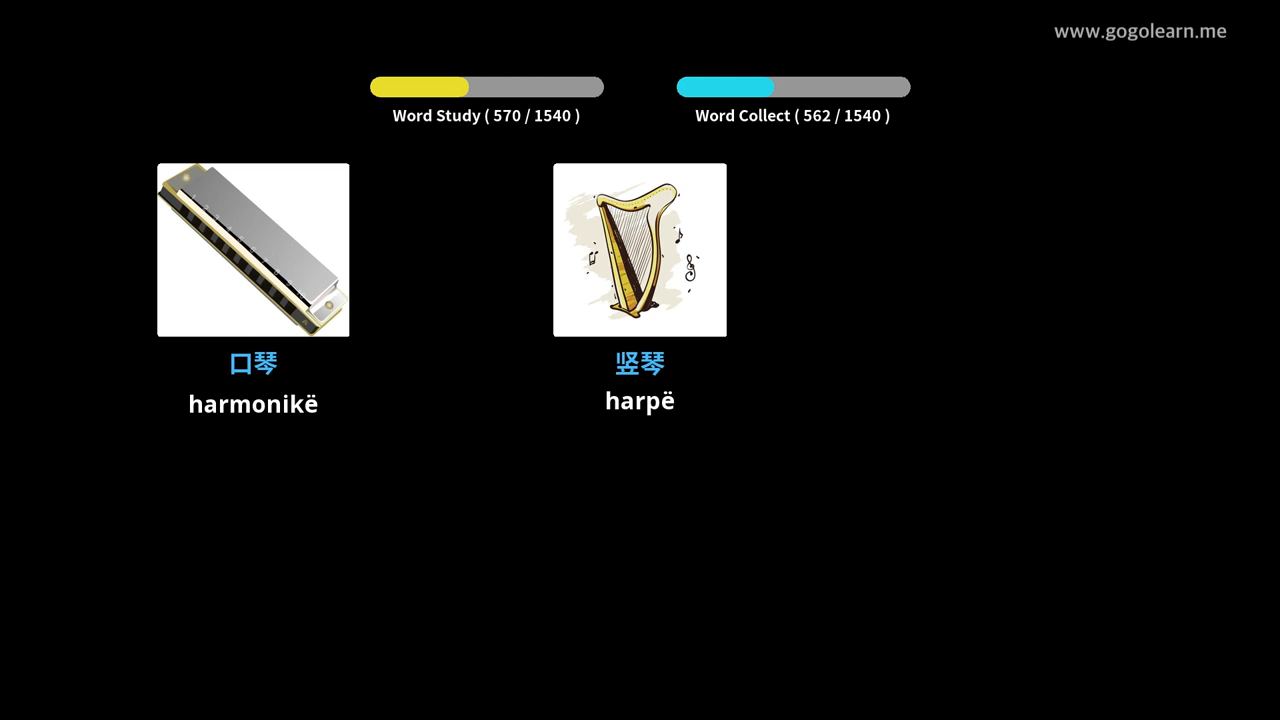 www.gogolearn.me
Word Study ( 570 / 1540 )
Word Collect ( 562 / 1540 )
口琴
harmonikë
竖琴
harpë